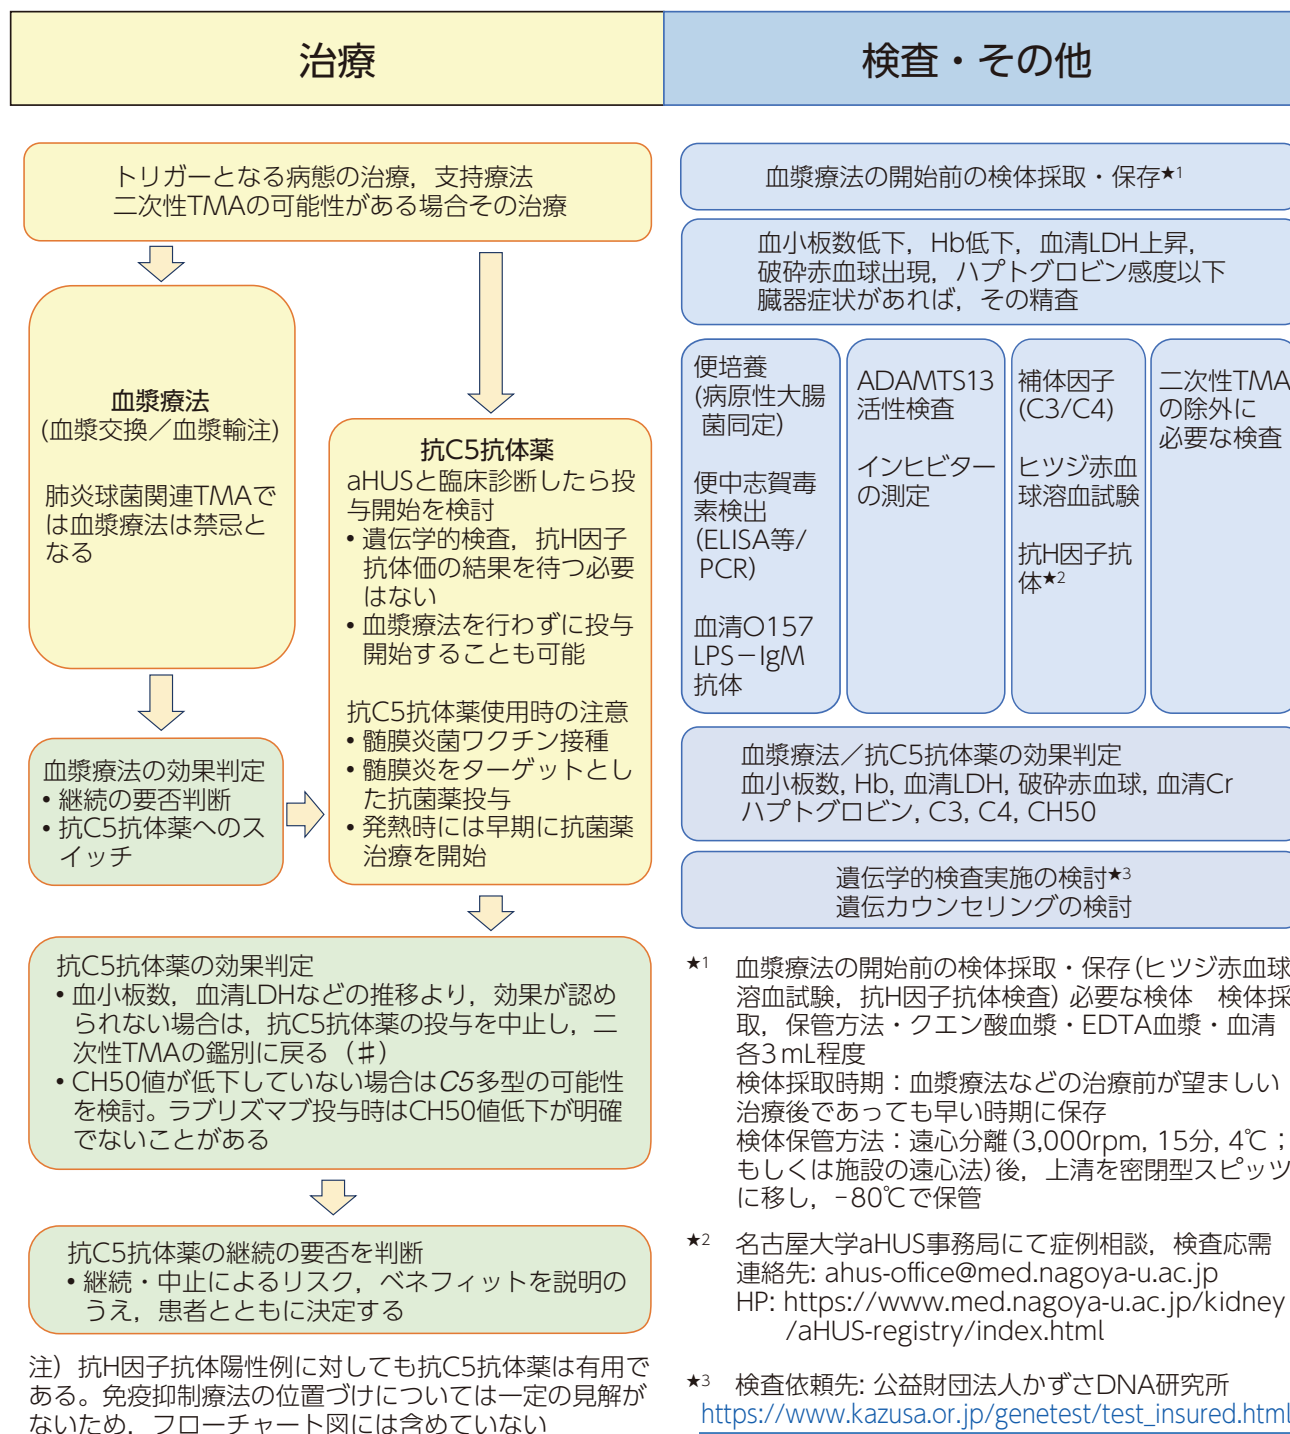 治療
検査・その他
トリガーとなる病態の治療，支持療法
二次性TMAの可能性がある場合その治療
血漿療法
(血漿交換／血漿輸注)
肺炎球菌関連TMAで
は血漿療法は禁忌と
なる
抗C5抗体薬
aHUSと臨床診断したら投
与開始を検討
• 遺伝学的検査，抗H因子
抗体価の結果を待つ必要
はない
• 血漿療法を行わずに投与
開始することも可能
抗C5抗体薬使用時の注意
• 髄膜炎菌ワクチン接種
• 髄膜炎をターゲットとし
た抗菌薬投与
• 発熱時には早期に抗菌薬
治療を開始
血漿療法の効果判定
• 継続の要否判断
• 抗C5抗体薬へのス
イッチ
抗C5抗体薬の効果判定
• 血小板数，血清LDHなどの推移より，効果が認め
られない場合は，抗C5抗体薬の投与を中止し，二
次性TMAの鑑別に戻る（♯）
• CH50値が低下していない場合はC5多型の可能性
を検討。ラブリズマブ投与時はCH50値低下が明確
でないことがある
抗C5抗体薬の継続の要否を判断
• 継続・中止によるリスク，ベネフィットを説明の
うえ，患者とともに決定する
注）抗H因子抗体陽性例に対しても抗C5抗体薬は有用で
ある。免疫抑制療法の位置づけについては一定の見解が
ないため，フローチャート図には含めていない
血漿療法の開始前の検体採取・保存★1
血小板数低下，Hb低下，血清LDH上昇，
破砕赤血球出現，ハプトグロビン感度以下
臓器症状があれば，その精査
便培養
(病原性大腸
菌同定)
便中志賀毒
素検出
(ELISA等/
PCR)
血清O157
LPS－IgM
抗体
ADAMTS13
活性検査
インヒビター
の測定
補体因子
(C3/C4)
ヒツジ赤血
球溶血試験
抗H因子抗
体★2
二次性TMA
の除外に
必要な検査
血漿療法／抗C5抗体薬の効果判定
血小板数, Hb, 血清LDH, 破砕赤血球, 血清Cr
ハプトグロビン, C3, C4, CH50
遺伝学的検査実施の検討★3
遺伝カウンセリングの検討
★1 血漿療法の開始前の検体採取・保存(ヒツジ赤血球
溶血試験，抗H因子抗体検査) 必要な検体　検体採
取，保管方法・クエン酸血漿・EDTA血漿・血清
各3 mL程度
検体採取時期：血漿療法などの治療前が望ましい
治療後であっても早い時期に保存
検体保管方法：遠心分離(3,000rpm, 15分, 4℃；
もしくは施設の遠心法)後，上清を密閉型スピッツ
に移し，−80℃で保管
★2 名古屋大学aHUS事務局にて症例相談，検査応需
連絡先: ahus-office@med.nagoya-u.ac.jp
HP: https://www.med.nagoya-u.ac.jp/kidney
/aHUS-registry/index.html
★3 検査依頼先: 公益財団法人かずさDNA研究所
https://www.kazusa.or.jp/genetest/test_insured.html